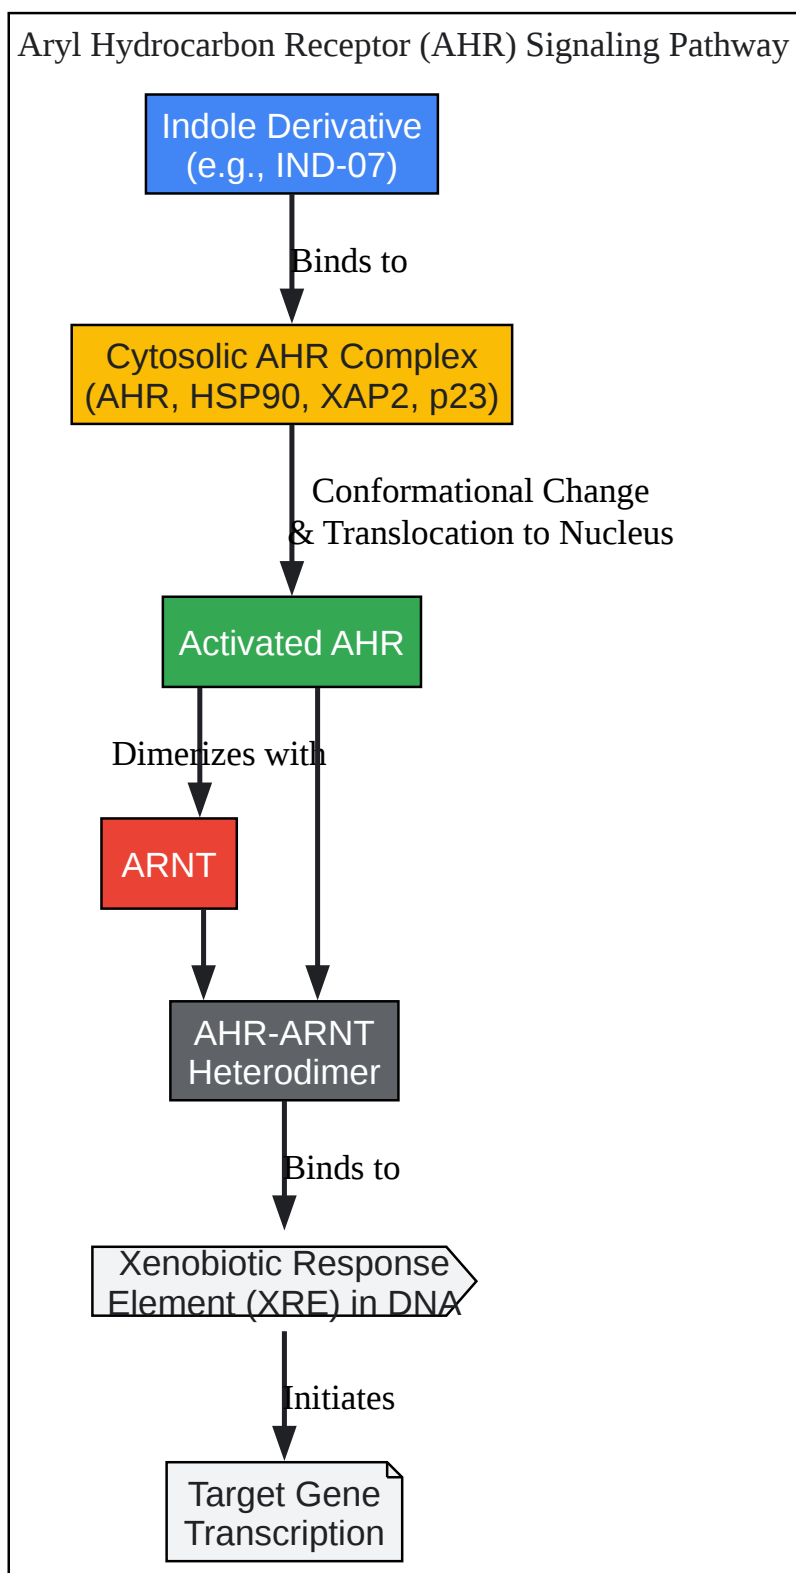 Aryl Hydrocarbon Receptor (AHR) Signaling Pathway
Indole Derivative
(e.g., IND-07)
Binds to
Cytosolic AHR Complex
(AHR, HSP90, XAP2, p23)
Conformational Change
& Translocation to Nucleus
Activated AHR
Dimerizes with
ARNT
AHR-ARNT
Heterodimer
Binds to
Xenobiotic Response
Element (XRE) in DNA
Initiates
Target Gene
Transcription